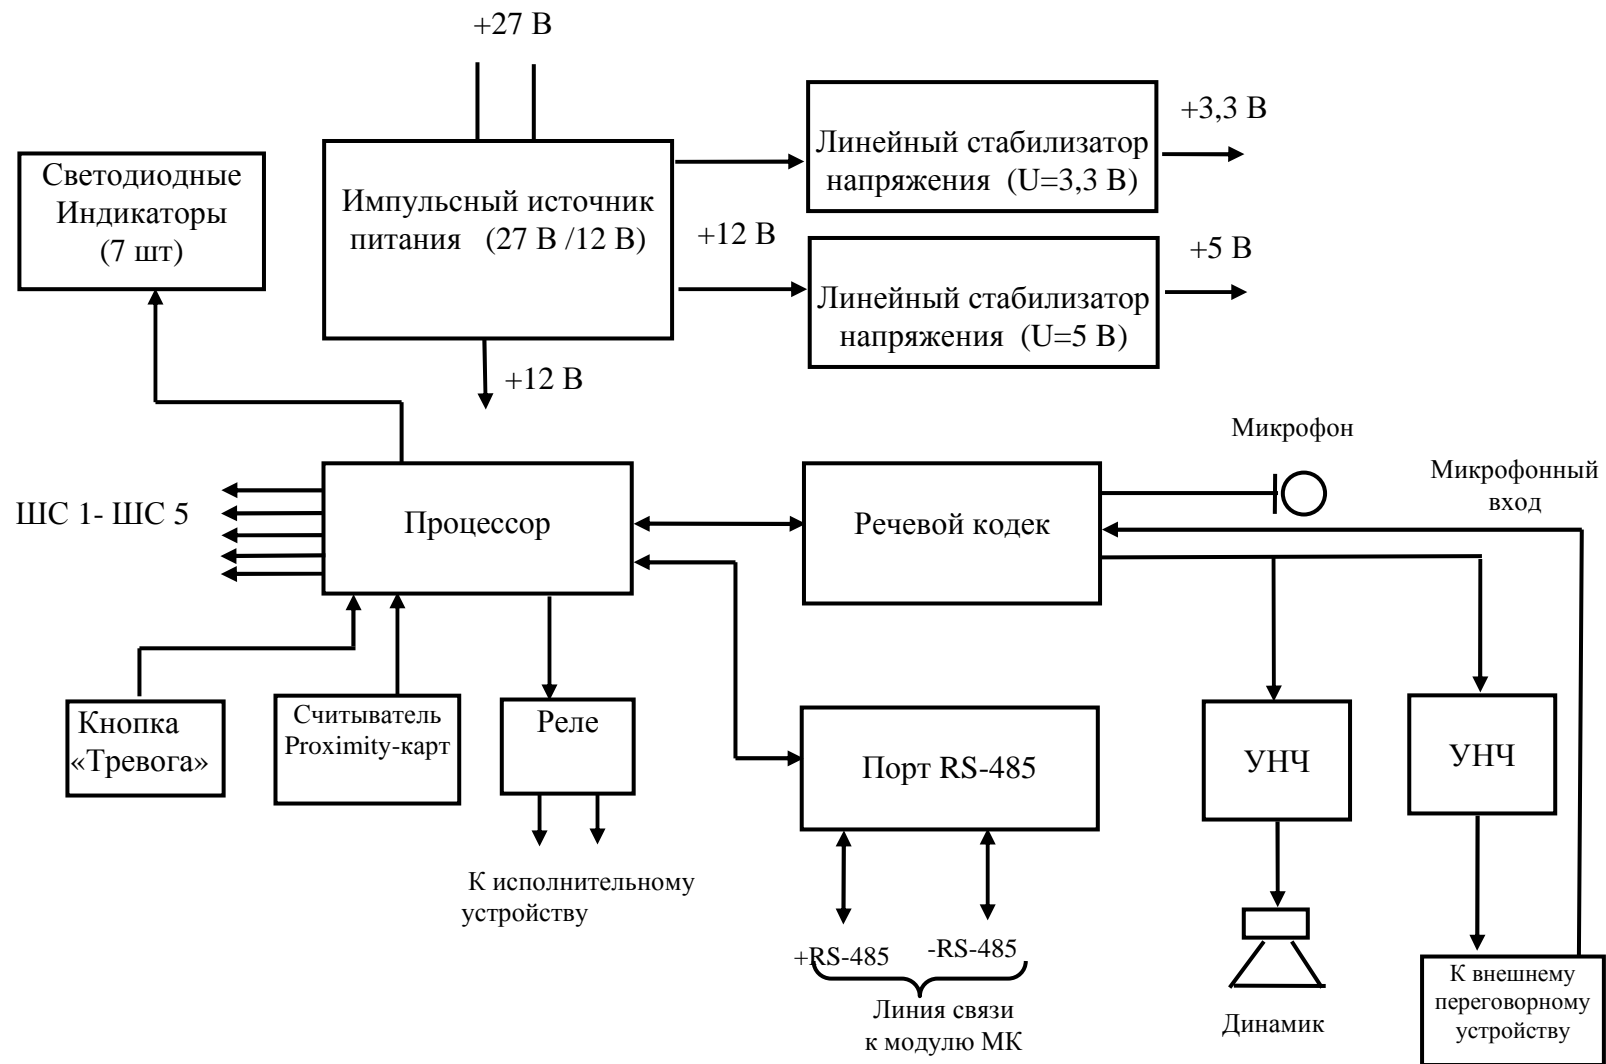 +27 В
Светодиодные
Индикаторы
(7 шт)
Импульсный источник
питания (27 В /12 В)
Линейный стабилизатор
напряжения (U=3,3 В)
+3,3 В
+12 В
Линейный стабилизатор
напряжения (U=5 В)
+5 В
+12 В
ШС 1- ШС 5
Процессор
Речевой кодек
Микрофон
Микрофонный
вход
Кнопка
«Тревога»
Считыватель
Proximity-карт
Реле
К исполнительному
устройству
Порт RS-485
+RS-485
-RS-485
Линия связи
к модулю МК
УНЧ
УНЧ
Динамик
К внешнему
переговорному
устройству